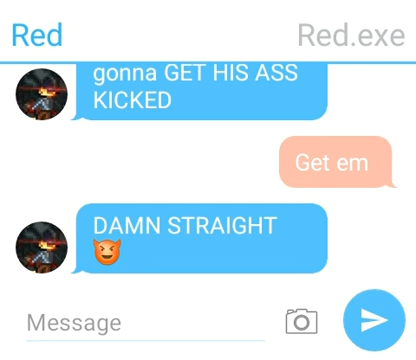 Red
Red.exe
gonna GET HIS ASS
KICKED
Get em
DAMN STRAIGHT
😈
Message